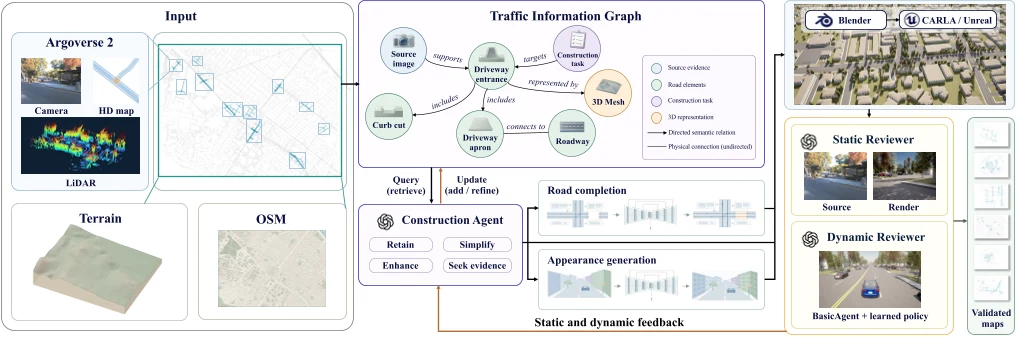 Input
Argoverse 2
Camera
HD map
LiDAR
Terrain
OSM
Traffic Information Graph
Source
image
supports
Driveway
entrance
targets
Construction
task
includes
includes
represented by
3D Mesh
Curb cut
Driveway
apron
connects to
Roadway
Source evidence
Road elements
Construction task
3D representation
Directed semantic relation
Physical connection (undirected)
Query
(retrieve)
Update
(add / refine)
Construction Agent
Retain
Simplify
Enhance
Seek evidence
Road completion
Appearance generation
Static and dynamic feedback
Blender
CARLA / Unreal
Static Reviewer
Source
Render
Dynamic Reviewer
BasicAgent + learned policy
Validated
maps